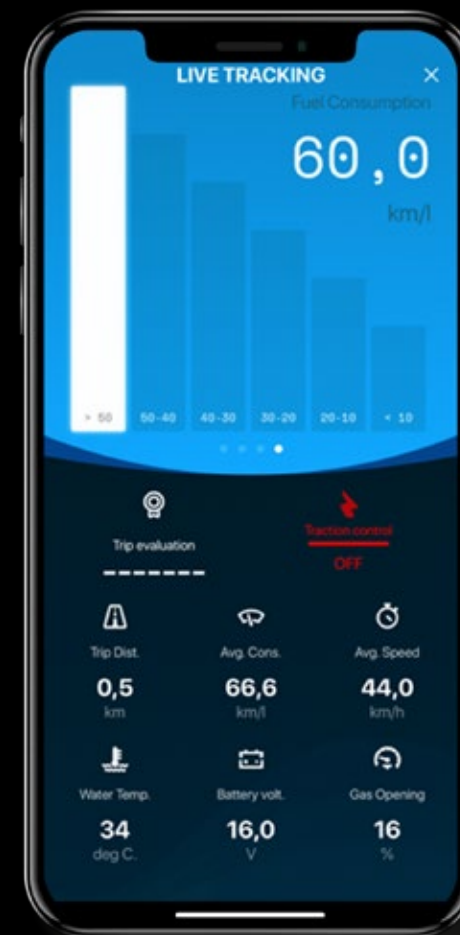 LIVE TRACKING ×
Fuel Consumption
60,0
km/l
> 50 50-40 40-30 30-20 20-10 < 10
Trip evaluation
Traction control
-------
OFF
Trip Dist. Avg. Cons. Avg. Speed
0,5 66,6 44,0
km km/l km/h
Water Temp. Battery volt. Gas Opening
34 16,0 16
deg C. V %